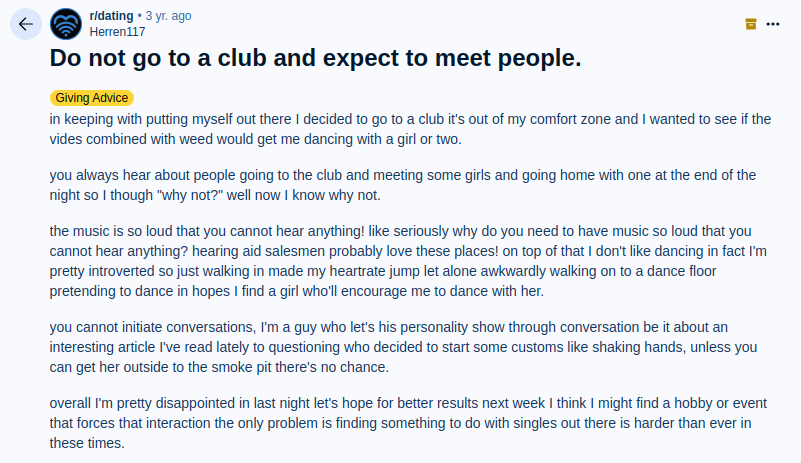 r/dating • 3 yr. ago
Herren117
Do not go to a club and expect to meet people.
Giving Advice
in keeping with putting myself out there I decided to go to a club it's out of my comfort zone and I wanted to see if the
vides combined with weed would get me dancing with a girl or two.
you always hear about people going to the club and meeting some girls and going home with one at the end of the
night so I though "why not?" well now I know why not.
the music is so loud that you cannot hear anything! like seriously why do you need to have music so loud that you
cannot hear anything? hearing aid salesmen probably love these places! on top of that I don't like dancing in fact I'm
pretty introverted so just walking in made my heartrate jump let alone awkwardly walking on to a dance floor
pretending to dance in hopes I find a girl who'll encourage me to dance with her.
you cannot initiate conversations, I'm a guy who let's his personality show through conversation be it about an
interesting article I've read lately to questioning who decided to start some customs like shaking hands, unless you
can get her outside to the smoke pit there's no chance.
overall I'm pretty disappointed in last night let's hope for better results next week I think I might find a hobby or event
that forces that interaction the only problem is finding something to do with singles out there is harder than ever in
these times.